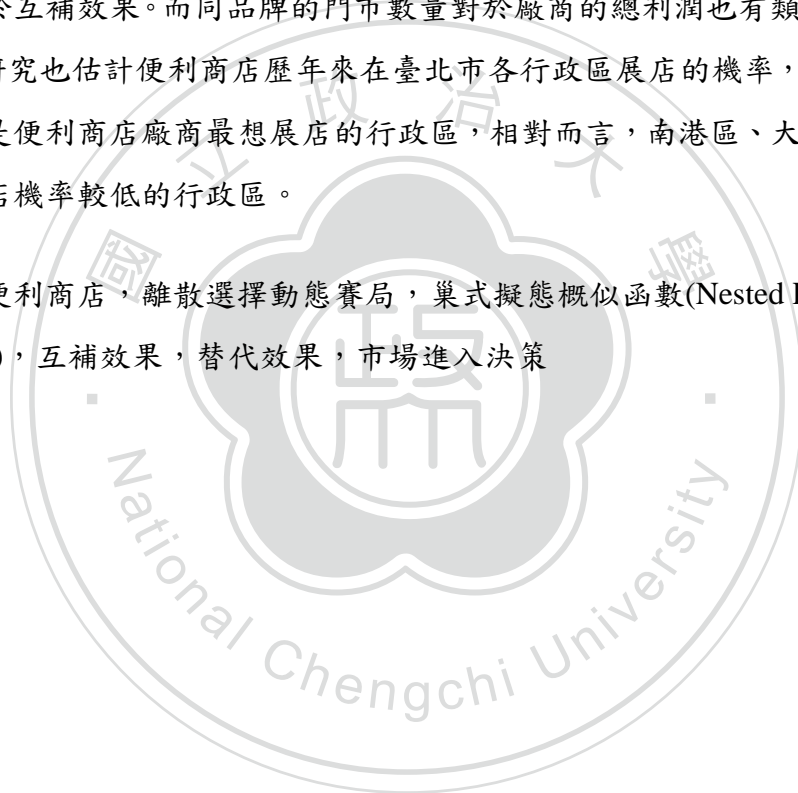 於互補效果。而同品牌的門市數量對於廠商的總利潤也有類
研究也估計便利商店歷年來在臺北市各行政區展店的機率，
是便利商店廠商最想展店的行政區，相對而言，南港區、大
店機率較低的行政區。
便利商店，離散選擇動態賽局，巢式擬態概似函數(Nested
)，互補效果，替代效果，市場進入決策
國立政治大學
National Chengchi University